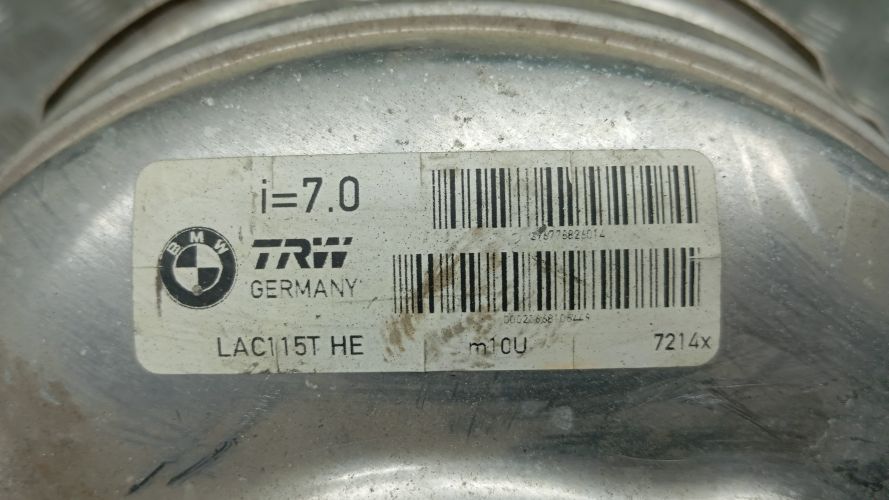 i=7.0
BMW
TRW
GERMANY
LAC115T HE
m10U
7214x